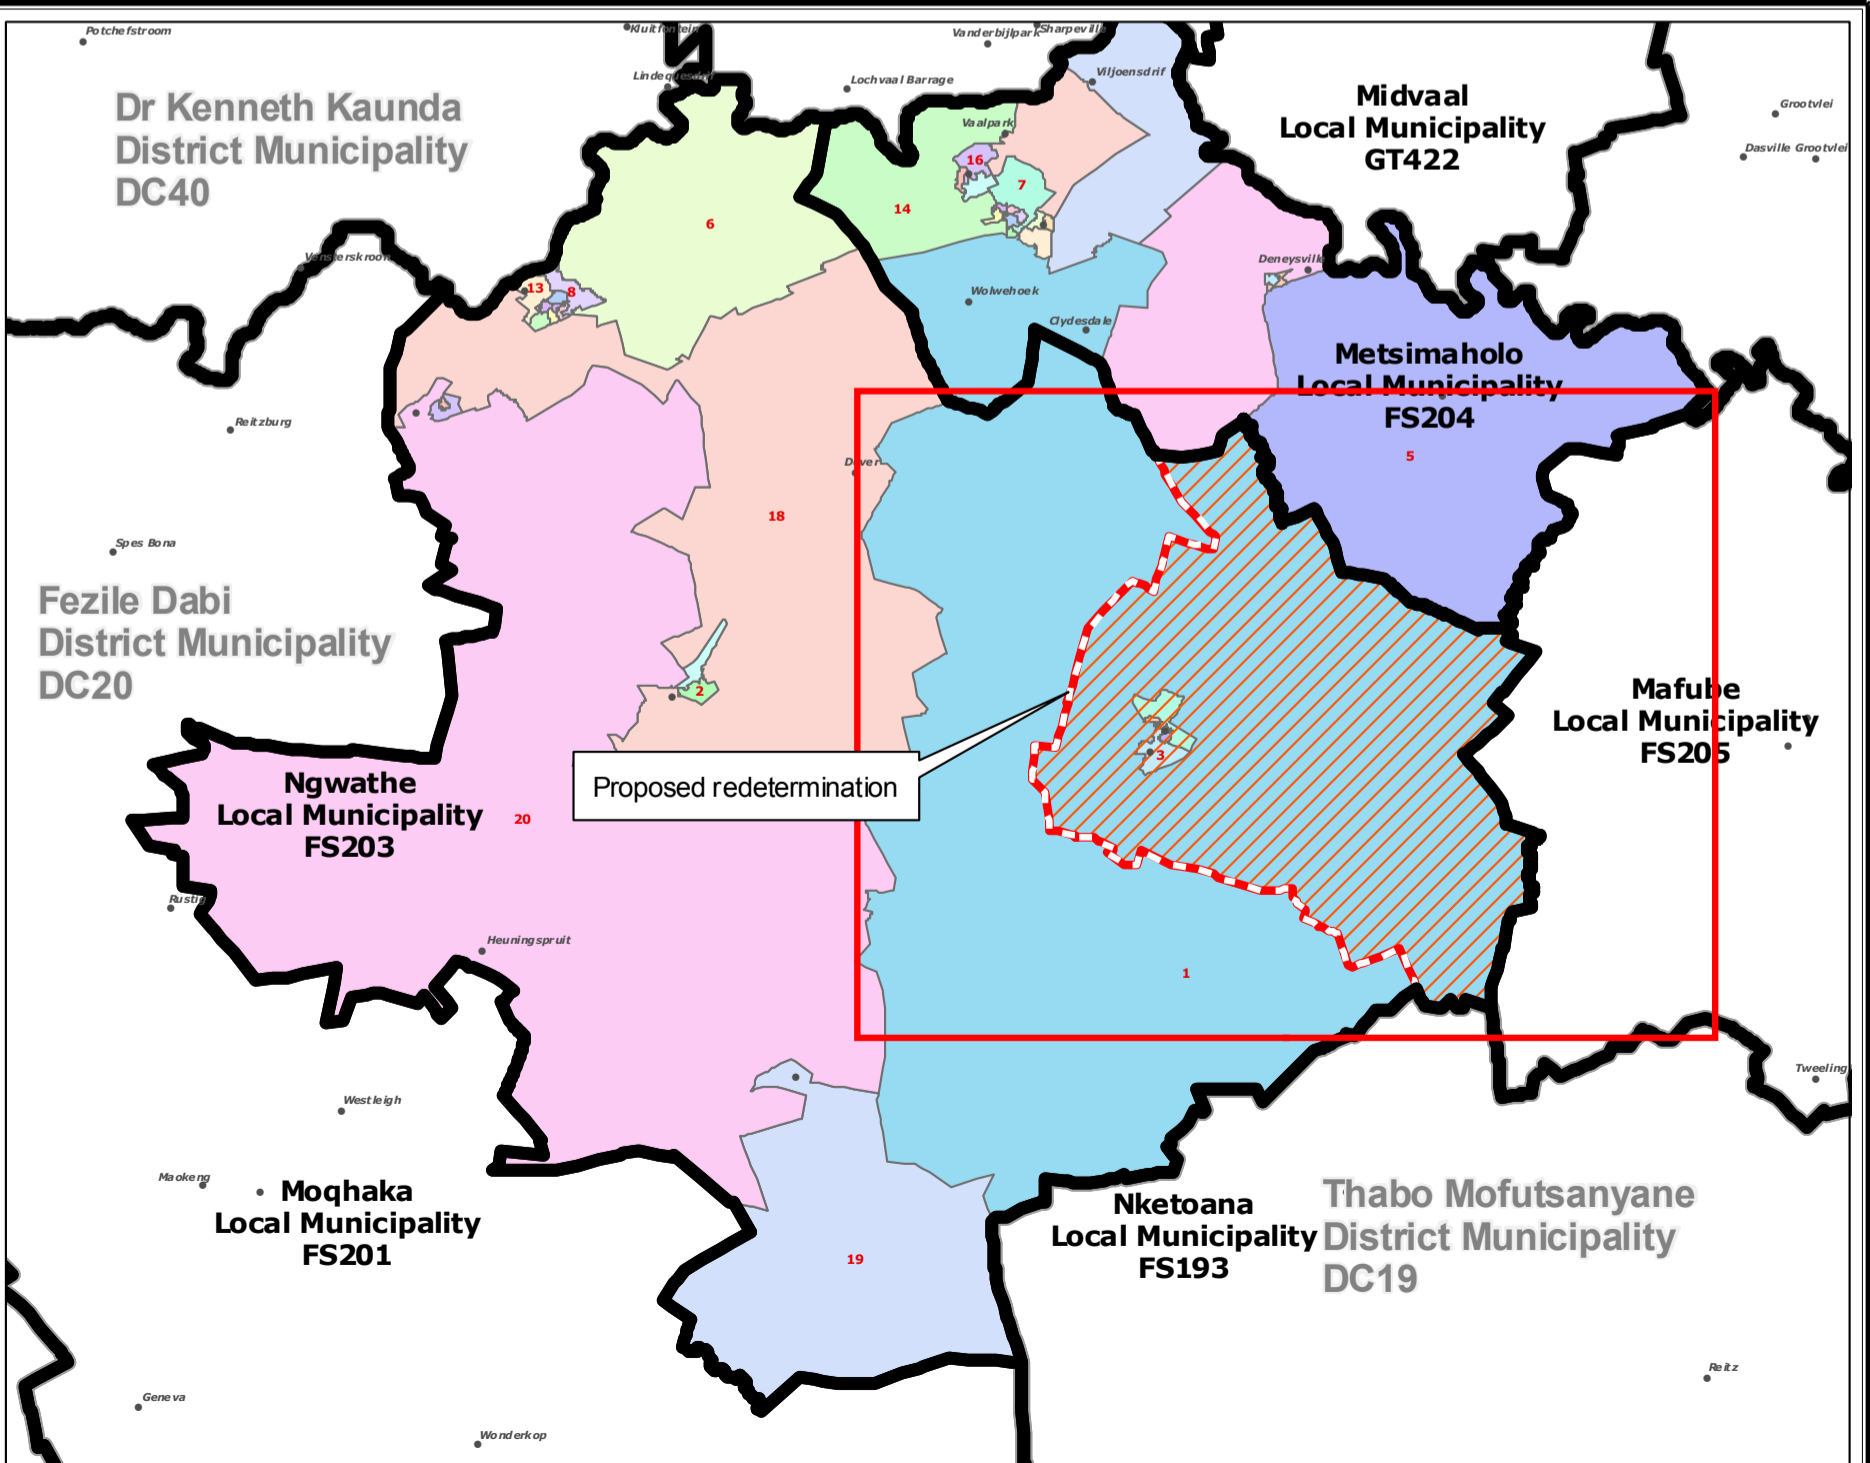 Potchefstroom
Kluitfontein
Vanderbijlpark
Sharpeville
Lindequesdrif
Lochvaal Barrage
Viljoensdrif
Dr Kenneth Kaunda
District Municipality
DC40
Midvaal
Local Municipality
GT422
Grootvlei
Dasville Grootvlei
Vaalpark
16
7
14
6
Vensterskroon
Deneysville
13
8
Wolwehoek
Clydesdale
Metsimaholo
Local Municipality
FS204
5
Reitzburg
Dover
18
Spes Bona
Fezile Dabi
District Municipality
DC20
2
Mafube
Local Municipality
FS205
3
Proposed redetermination
Ngwathe
Local Municipality
FS203
20
Rustig
Heuningspruit
1
Tweeling
Westleigh
Maokeng
Moqhaka
Local Municipality
FS201
Nketoana
Local Municipality
FS193
Thabo Mofutsanyane
District Municipality
DC19
19
Reitz
Geneva
Wonderkop